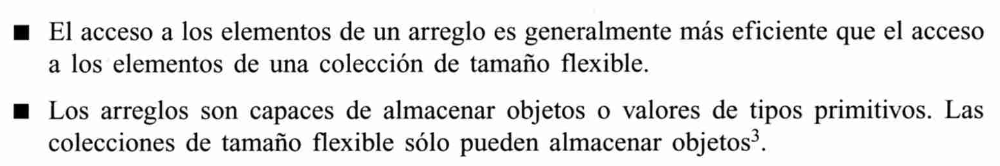 ■ El acceso a los elementos de un arreglo es generalmente más eficiente que el acceso
a los elementos de una colección de tamaño flexible.
■ Los arreglos son capaces de almacenar objetos o valores de tipos primitivos. Las
colecciones de tamaño flexible sólo pueden almacenar objetos³.